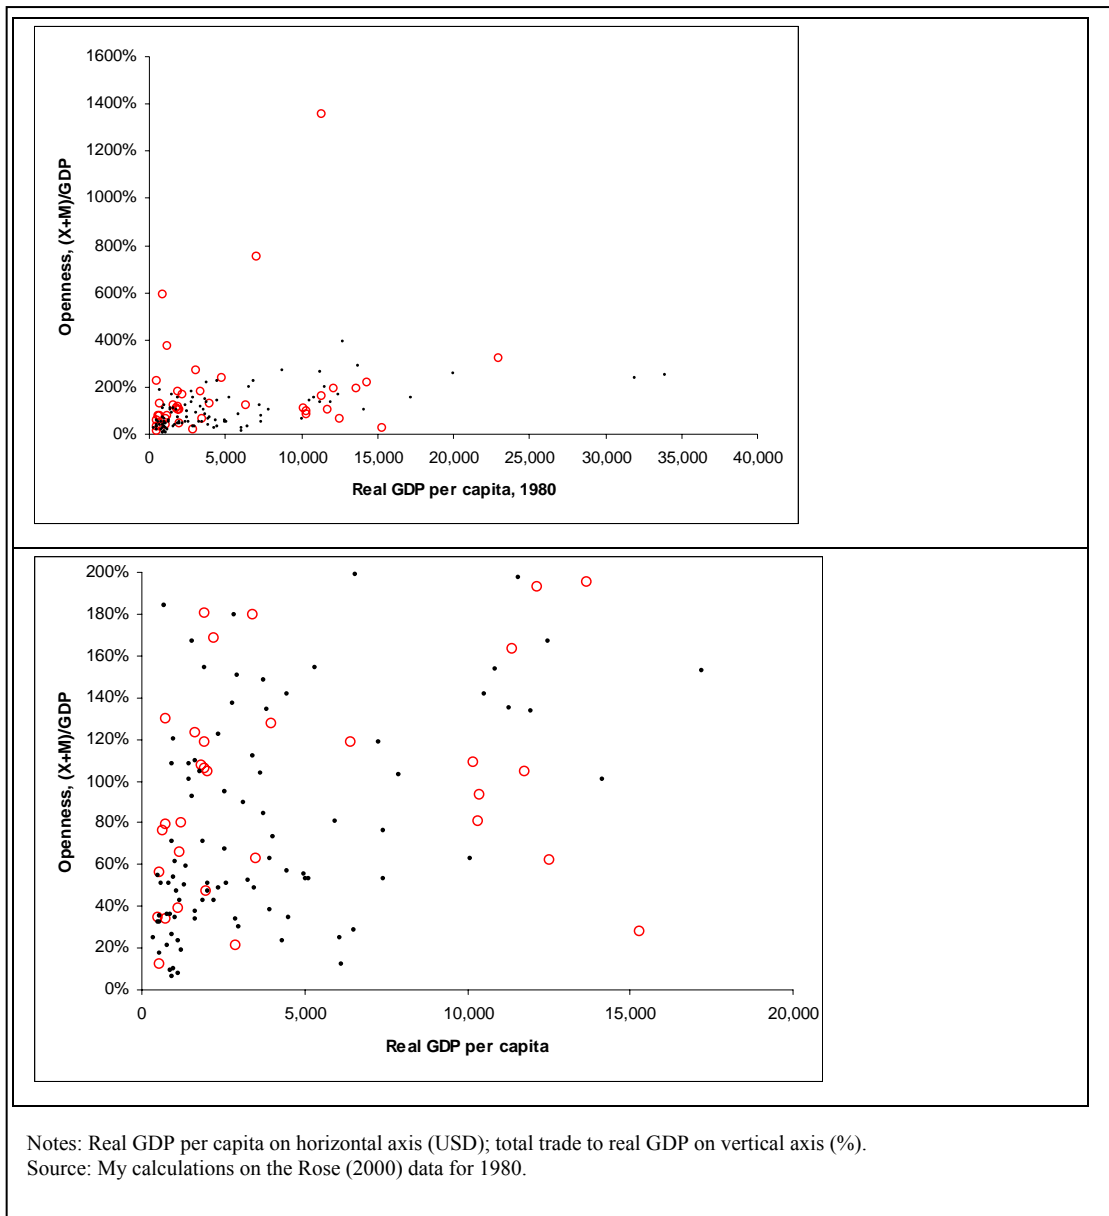 1600%
1400%
1200%
1000%
800%
600%
400%
200%
0%
Openness, (X+M)/GDP
0 5,000 10,000 15,000 20,000 25,000 30,000 35,000 40,000
Real GDP per capita, 1980
200%
180%
160%
140%
120%
100%
80%
60%
40%
20%
0%
Openness, (X+M)/GDP
0 5,000 10,000 15,000 20,000
Real GDP per capita
Notes: Real GDP per capita on horizontal axis (USD); total trade to real GDP on vertical axis (%).
Source: My calculations on the Rose (2000) data for 1980.